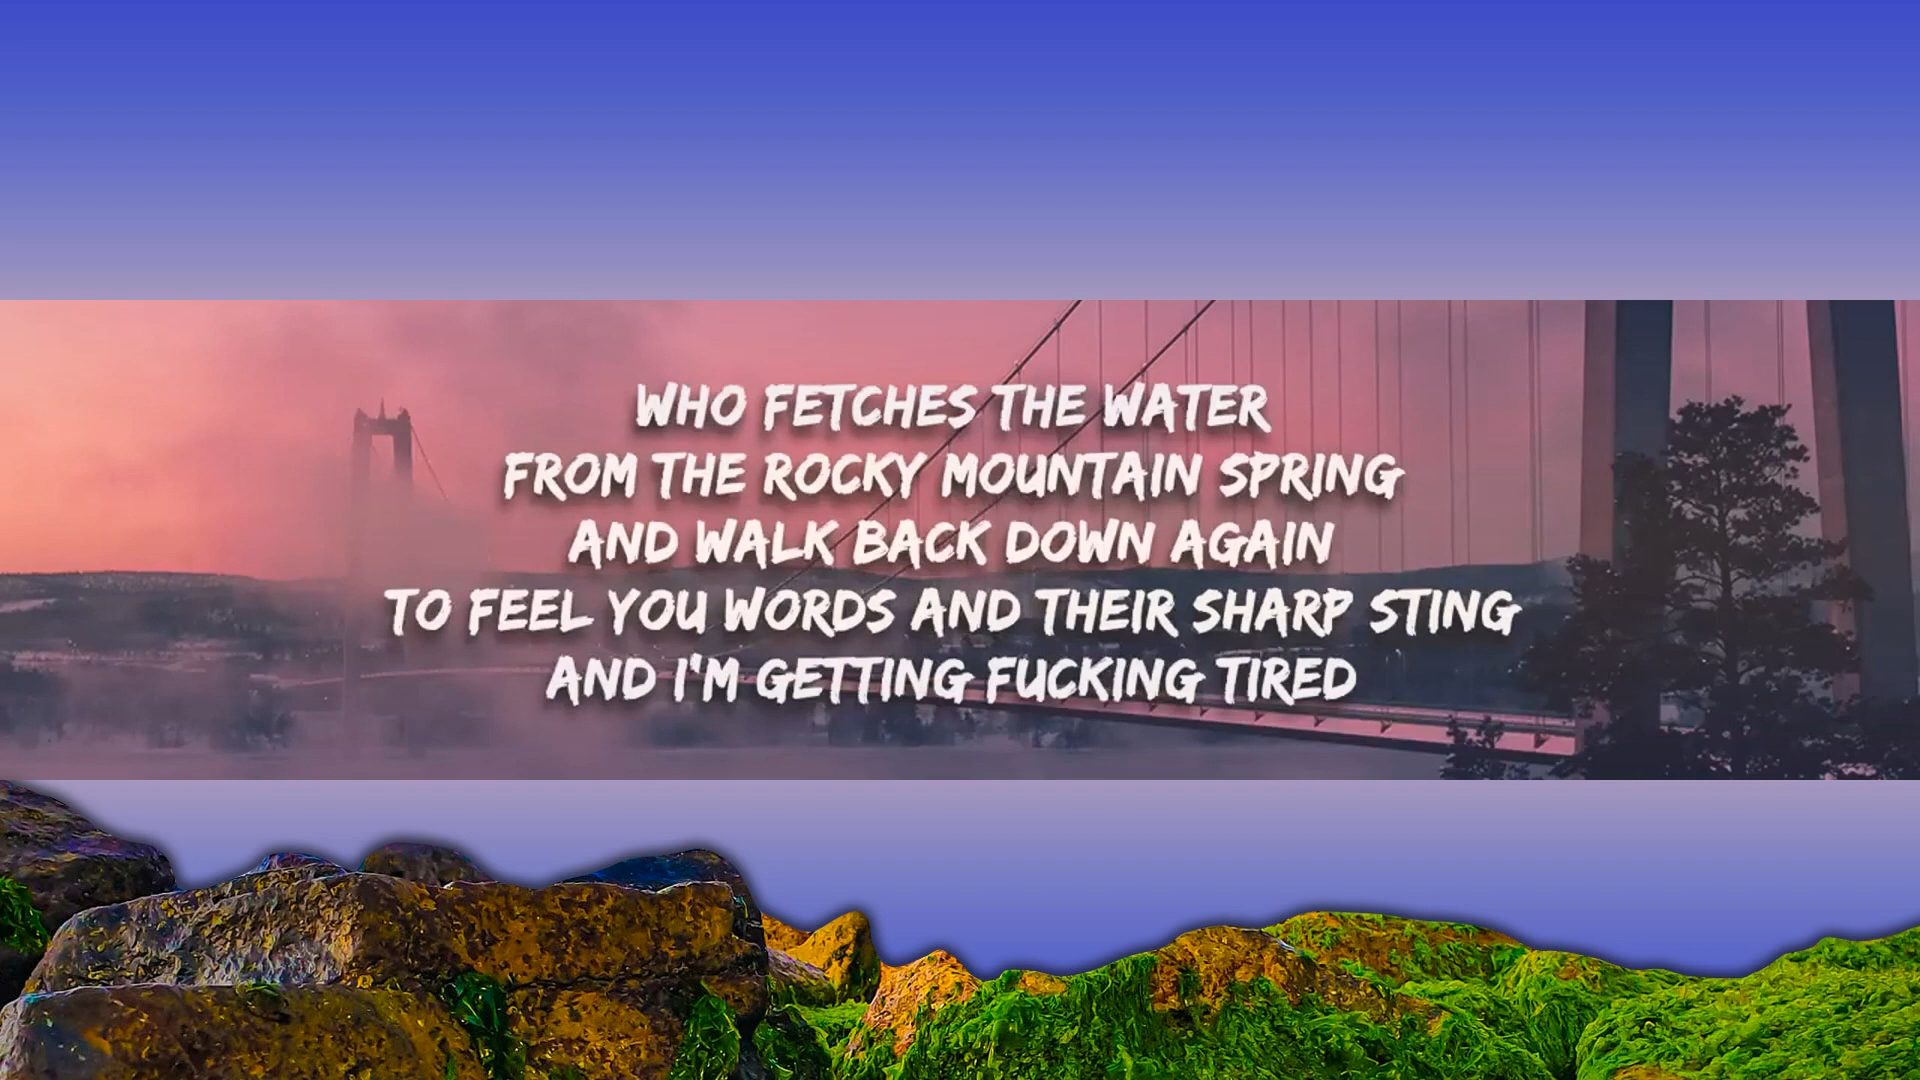 WHO FETCHES THE WATER
FROM THE ROCKY MOUNTAIN SPRING
AND WALK BACK DOWN AGAIN
TO FEEL YOU WORDS AND THEIR SHARP STING
AND I'M GETTING FUCKING TIRED